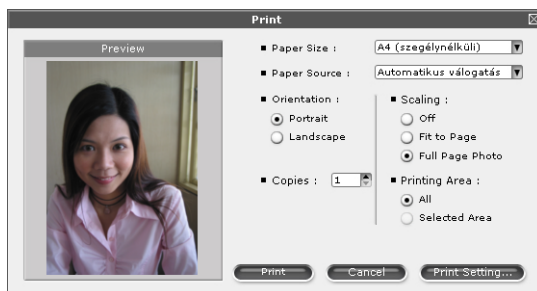 Print
Preview
Paper Size :
A4 (szegélynélküli)
Paper Source :
Automatikus válogatás
Orientation :
Portrait
Landscape
Scaling :
Off
Fit to Page
Full Page Photo
Copies :
1
Printing Area :
All
Selected Area
Print
Cancel
Print Setting...